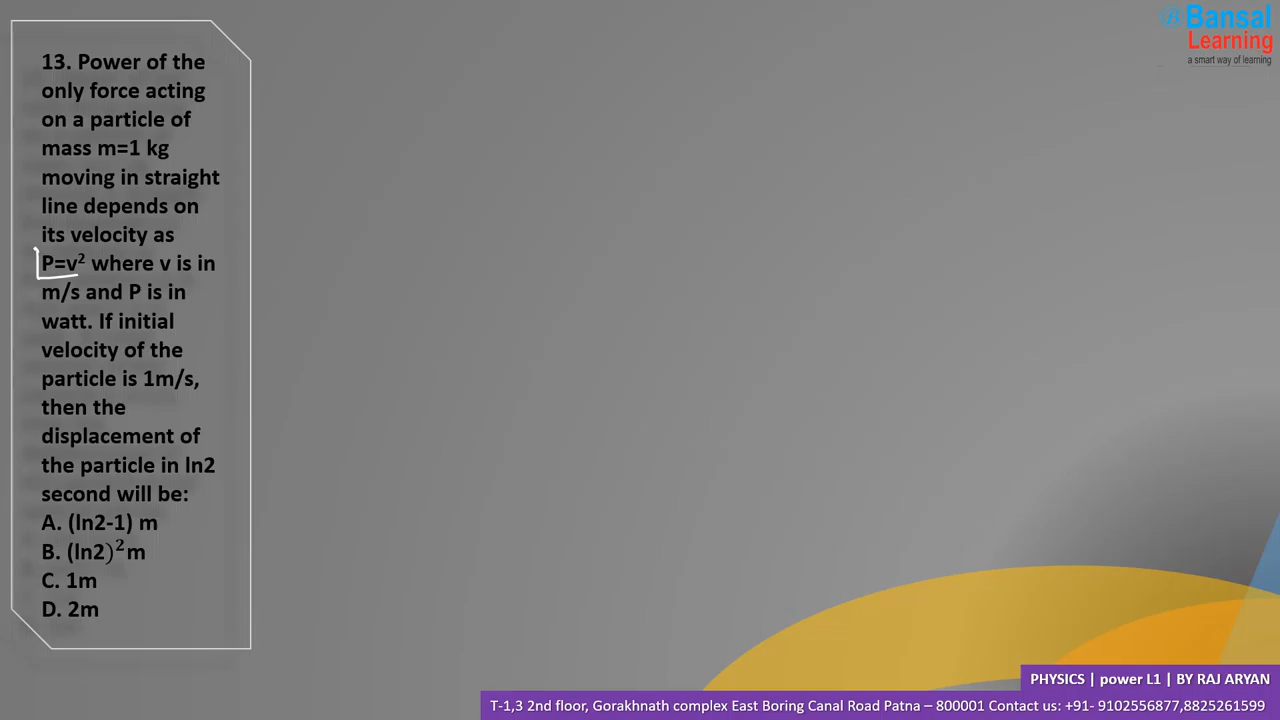 Bansal
Learning
a smart way of learning
13. Power of the
only force acting
on a particle of
mass m=1 kg
moving in straight
line depends on
its velocity as
P=v² where v is in
m/s and P is in
watt. If initial
velocity of the
particle is 1m/s,
then the
displacement of
the particle in ln2
second will be:
A. (ln2-1) m
B. (ln2)²m
C. 1m
D. 2m
PHYSICS | power L1 | BY RAJ ARYAN
T-1,3 2nd floor, Gorakhnath complex East Boring Canal Road Patna – 800001 Contact us: +91- 9102556877,8825261599